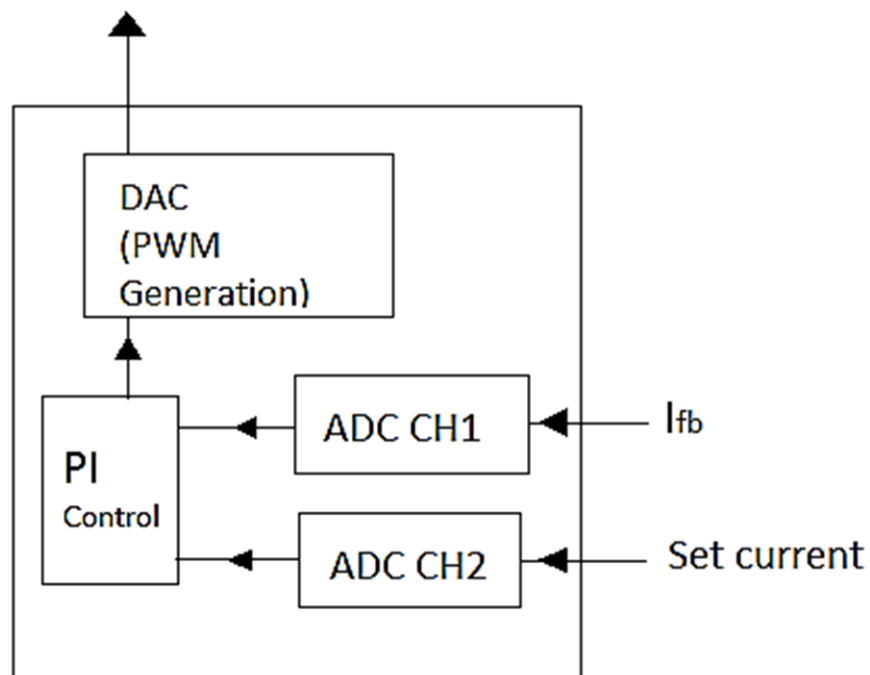 DAC
(PWM
Generation)
ADC CH1
Ifb
PI
Control
ADC CH2
Set current